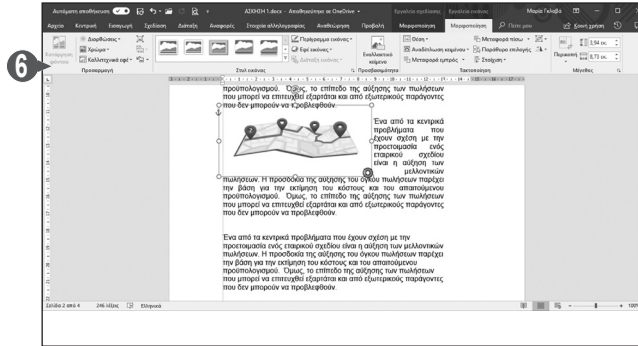 6
Αυτόματη αποθήκευση
ΑΣΚΗΣΗ 1.docx - Αποθηκεύτηκε σε OneDrive
Εργαλεία σχεδίασης Εργαλεία εικόνας
Μαρία Γκλαβά
Αρχείο Κεντρική Εισαγωγή Σχεδίαση Διάταξη Αναφορές Στοιχεία αλληλογραφίας Αναθεώρηση Προβολή Μορφοποίηση Μορφοποίηση Πείτε μου Κοινή χρήση
Κατάργηση φόντου
Διορθώσεις
Χρώμα
Καλλιτεχνικά εφέ
Προσαρμογή
Στυλ εικόνας
Περίγραμμα εικόνας
Εφέ εικόνας
Διάταξη εικόνας
Εναλλακτικό κείμενο
Προσβασιμότητα
Θέση
Αναδίπλωση κειμένου
Μεταφορά εμπρός
Μεταφορά πίσω
Παράθυρο επιλογής
Στοίχιση
Τακτοποίηση
Περικοπή
3,94 εκ.
8,73 εκ.
Μέγεθος
προϋπολογισμού. Όμως, το επίπεδο της αύξησης των πωλήσεων
που μπορεί να επιτευχθεί εξαρτάται και από εξωτερικούς παράγοντες
που δεν μπορούν να προβλεφθούν.
Ένα από τα κεντρικά
προβλήματα που
έχουν σχέση με την
προετοιμασία ενός
εταιρικού σχεδίου
είναι η αύξηση των
μελλοντικών
πωλήσεων. Η προσδοκία της αύξησης του όγκου πωλήσεων παρέχει
την βάση για την εκτίμηση του κόστους και του απαιτούμενου
προϋπολογισμού. Όμως, το επίπεδο της αύξησης των πωλήσεων
που μπορεί να επιτευχθεί εξαρτάται και από εξωτερικούς παράγοντες
που δεν μπορούν να προβλεφθούν.
Ένα από τα κεντρικά προβλήματα που έχουν σχέση με την
προετοιμασία ενός εταιρικού σχεδίου είναι η αύξηση των μελλοντικών
πωλήσεων. Η προσδοκία της αύξησης του όγκου πωλήσεων παρέχει
την βάση για την εκτίμηση του κόστους και του απαιτούμενου
προϋπολογισμού. Όμως, το επίπεδο της αύξησης των πωλήσεων
που μπορεί να επιτευχθεί εξαρτάται και από εξωτερικούς παράγοντες
που δεν μπορούν να προβλεφθούν.
Σελίδα 2 από 4 246 λέξεις Ελληνικά
100%